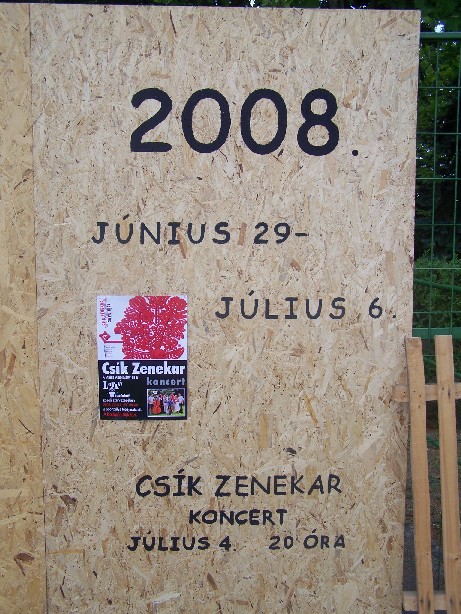 2008.
JÚNIUS 29-
JÚLIUS 6.
Csík Zenekar
koncert
CSÍK ZENEKAR
KONCERT
JÚLIUS 4. 20 ÓRA